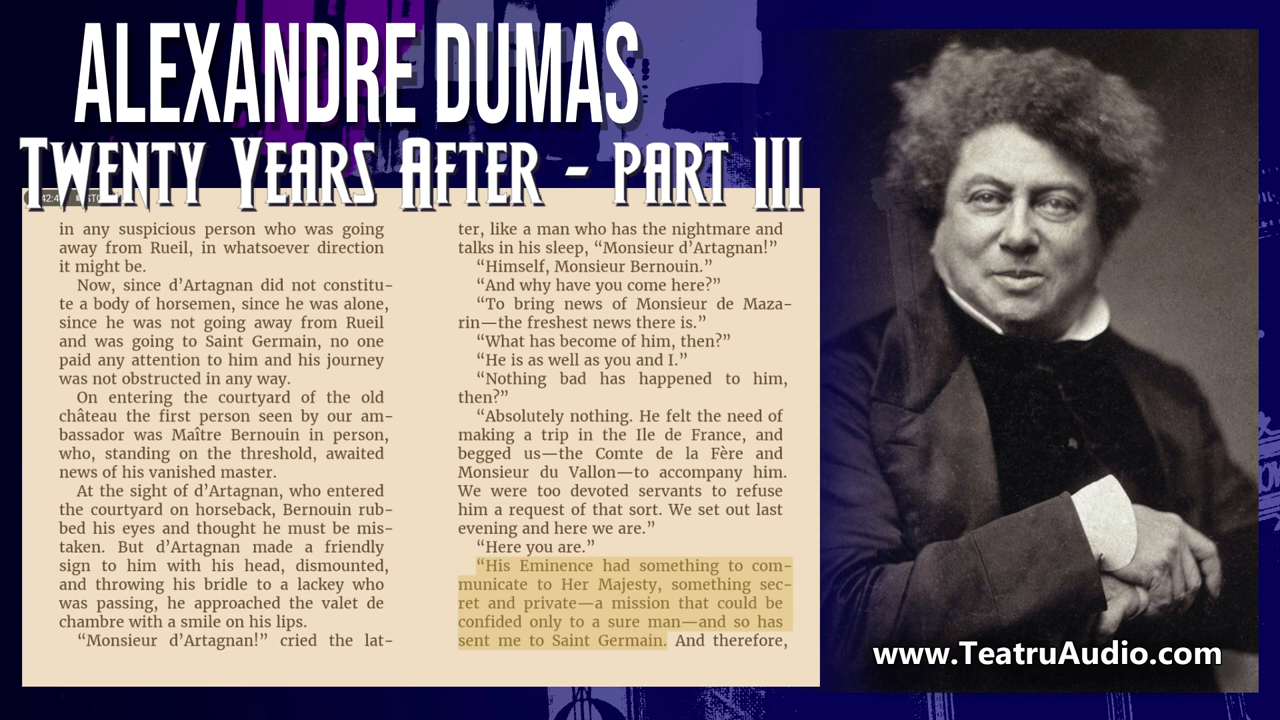 ALEXANDRE DUMAS
TWENTY YEARS AFTER - PART III
in any suspicious person who was going
away from Rueil, in whatsoever direction
it might be.
Now, since d’Artagnan did not constitu-
te a body of horsemen, since he was alone,
since he was not going away from Rueil
and was going to Saint Germain, no one
paid any attention to him and his journey
was not obstructed in any way.
On entering the courtyard of the old
château the first person seen by our am-
bassador was Maître Bernouin in person,
who, standing on the threshold, awaited
news of his vanished master.
At the sight of d’Artagnan, who entered
the courtyard on horseback, Bernouin rub-
bed his eyes and thought he must be mis-
taken. But d’Artagnan made a friendly
sign to him with his head, dismounted,
and throwing his bridle to a lackey who
was passing, he approached the valet de
chambre with a smile on his lips.
“Monsieur d’Artagnan!” cried the lat-
ter, like a man who has the nightmare and
talks in his sleep, “Monsieur d’Artagnan!”
“Himself, Monsieur Bernouin.”
“And why have you come here?”
“To bring news of Monsieur de Maza-
rin—the freshest news there is.”
“What has become of him, then?”
“He is as well as you and I.”
“Nothing bad has happened to him,
then?”
“Absolutely nothing. He felt the need of
making a trip in the Ile de France, and
begged us—the Comte de la Fère and
Monsieur du Vallon—to accompany him.
We were too devoted servants to refuse
him a request of that sort. We set out last
evening and here we are.”
“Here you are.”
“His Eminence had something to com-
municate to Her Majesty, something sec-
ret and private—a mission that could be
confided only to a sure man—and so has
sent me to Saint Germain. And therefore,
www.TeatruAudio.com